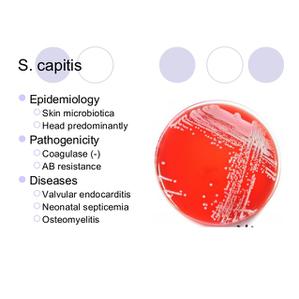 S. capitis
Epidemiology
Skin microbiotica
Head predominantly
Pathogenicity
Coagulase (-)
AB resistance
Diseases
Valvular endocarditis
Neonatal septicemia
Osteomyelitis